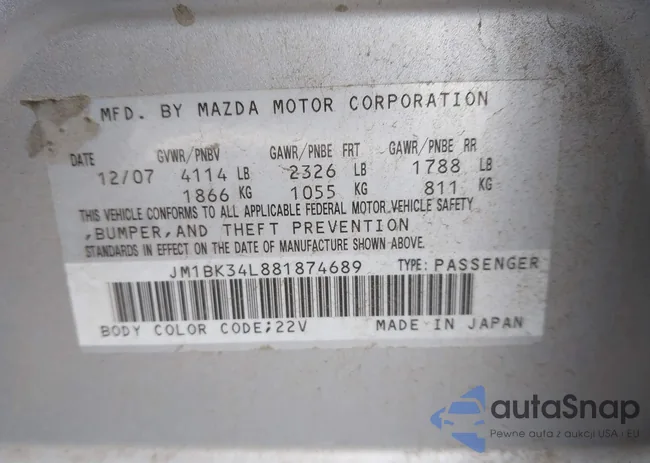 MFD. BY MAZDA MOTOR CORPORATION
DATE GVWR/PNBV GAWR/PNBE FRT GAWR/PNBE RR
12/07 4114 LB 2326 LB 1788 LB
1866 KG 1055 KG 811 KG
THIS VEHICLE CONFORMS TO ALL APPLICABLE FEDERAL MOTOR VEHICLE SAFETY
,BUMPER,AND THEFT PREVENTION
STANDARDS IN EFFECT ON THE DATE OF MANUFACTURE SHOWN ABOVE.
JM1BK34L881874689 TYPE: PASSENGER
BODY COLOR CODE;22V MADE IN JAPAN
autoSnap
Pewne auta z aukcji USA i EU